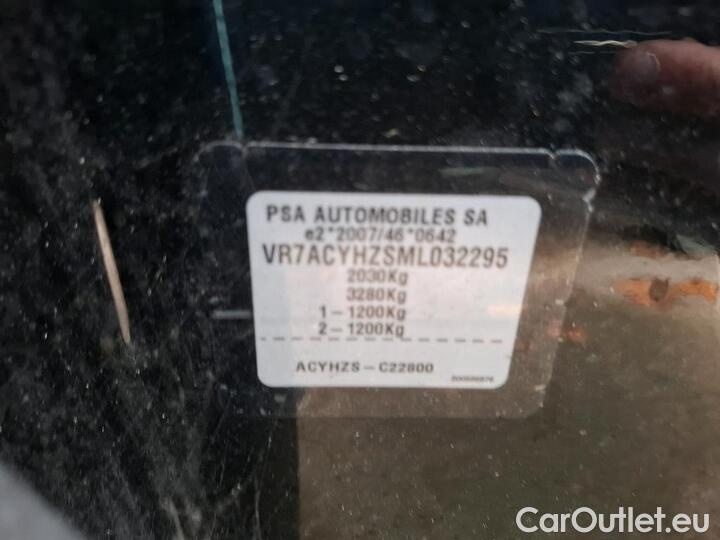 PSA AUTOMOBILES SA
e2*2007/46*0642
VR7ACYHZSML032295
2030Kg
3280Kg
1-1200Kg
2-1200Kg
ACYHZS-C22800
CarOutlet.eu